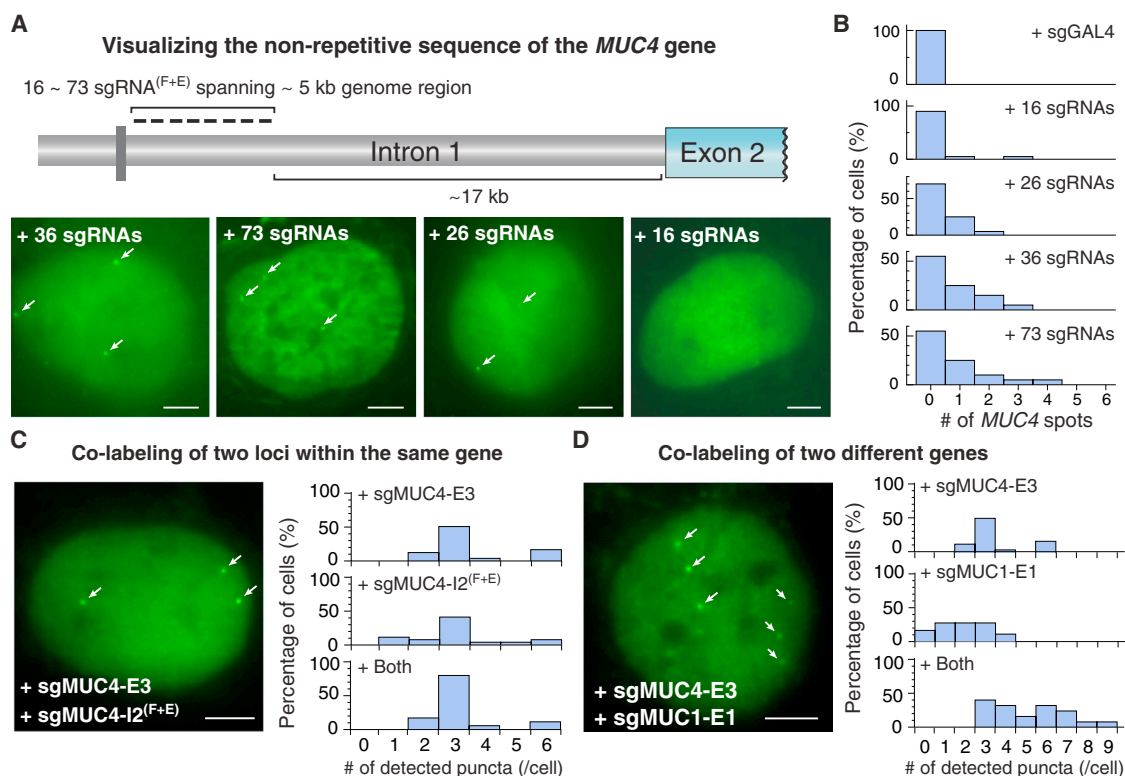 A
Visualizing the non-repetitive sequence of the MUC4 gene
16 ~ 73 sgRNA(F+E) spanning ~ 5 kb genome region
Intron 1
Exon 2
~17 kb
+ 36 sgRNAs
+ 73 sgRNAs
+ 26 sgRNAs
+ 16 sgRNAs
B
Percentage of cells (%)
100
0
+ sgGAL4
100
0
+ 16 sgRNAs
50
0
+ 26 sgRNAs
50
0
+ 36 sgRNAs
50
0
+ 73 sgRNAs
0 1 2 3 4 5 6
# of MUC4 spots
C
Co-labeling of two loci within the same gene
+ sgMUC4-E3
+ sgMUC4-I2(F+E)
Percentage of cells (%)
100
50
0
+ sgMUC4-E3
100
50
0
+ sgMUC4-I2(F+E)
100
50
0
+ Both
0 1 2 3 4 5 6
# of detected puncta (/cell)
D
Co-labeling of two different genes
+ sgMUC4-E3
+ sgMUC1-E1
Percentage of cells (%)
100
50
0
+ sgMUC4-E3
100
50
0
+ sgMUC1-E1
100
50
0
+ Both
0 1 2 3 4 5 6 7 8 9
# of detected puncta (/cell)